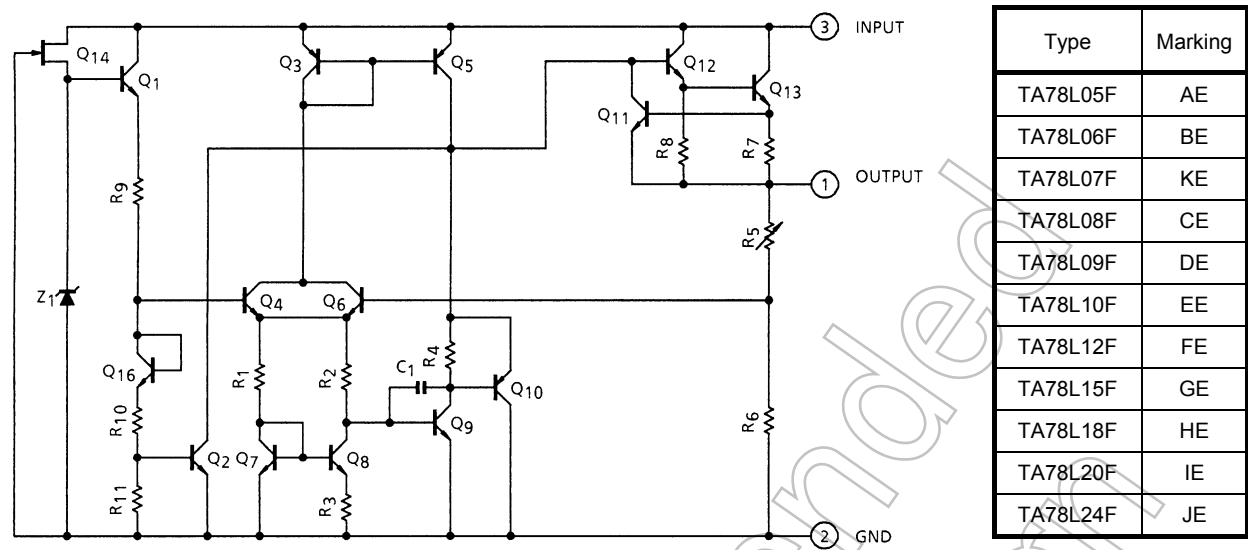 3 INPUT
Q14
Q1
Q3
Q5
Q12
Q13
Q11
R8
R7
1 OUTPUT
R9
R5
Z1
Q4
Q6
Q16
R1
R2
C1
R4
Q10
R10
Q9
R6
Q2
Q7
Q8
R11
R3
2 GND
Type Marking
TA78L05F AE
TA78L06F BE
TA78L07F KE
TA78L08F CE
TA78L09F DE
TA78L10F EE
TA78L12F FE
TA78L15F GE
TA78L18F HE
TA78L20F IE
TA78L24F JE